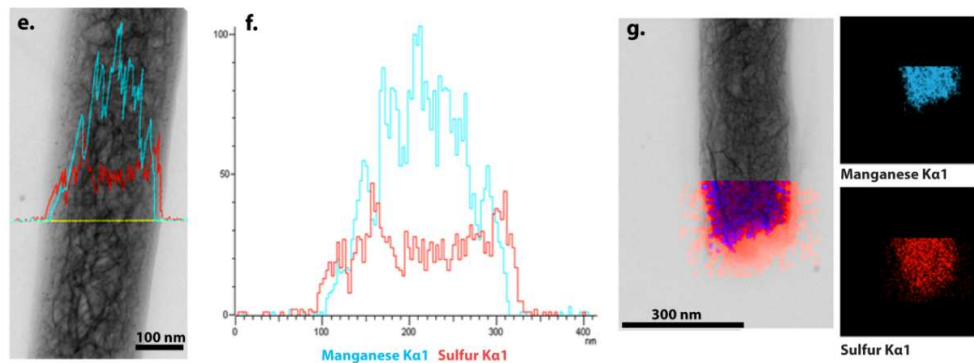 e.
100 nm
f.
100
50
0
0
100
200
300
400
nm
Manganese Kα1 Sulfur Kα1
g.
300 nm
Manganese Kα1
Sulfur Kα1